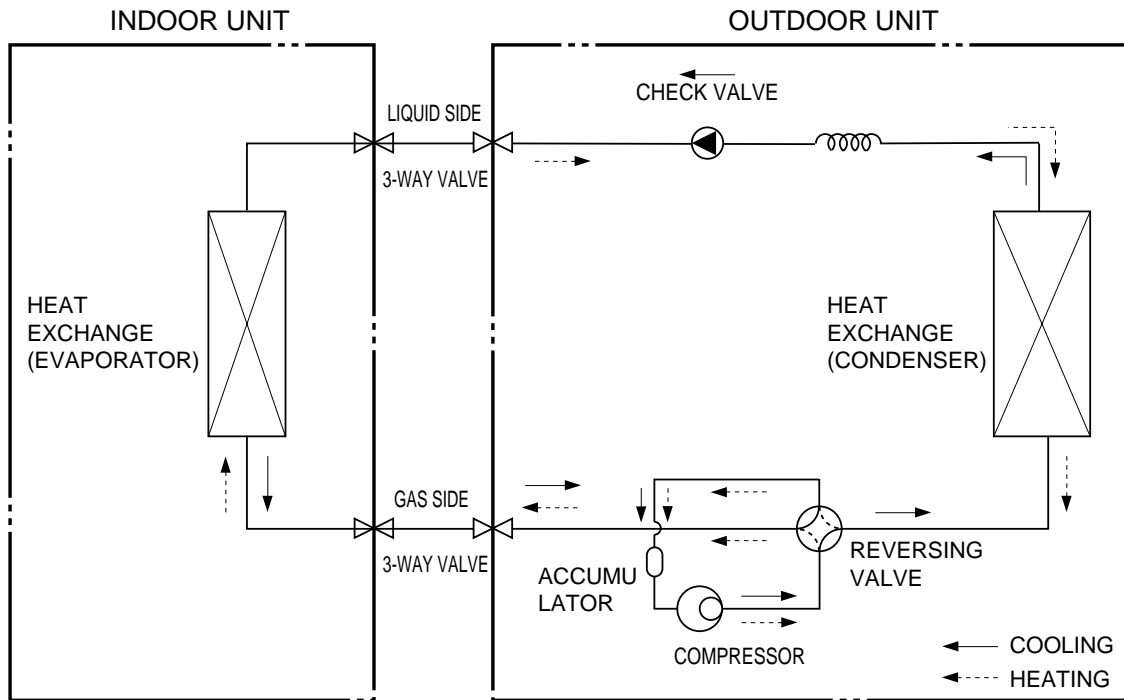 INDOOR UNIT
OUTDOOR UNIT
CHECK VALVE
LIQUID SIDE
3-WAY VALVE
HEAT
EXCHANGE
(EVAPORATOR)
HEAT
EXCHANGE
(CONDENSER)
GAS SIDE
3-WAY VALVE
ACCUMU
LATOR
REVERSING
VALVE
COMPRESSOR
COOLING
HEATING